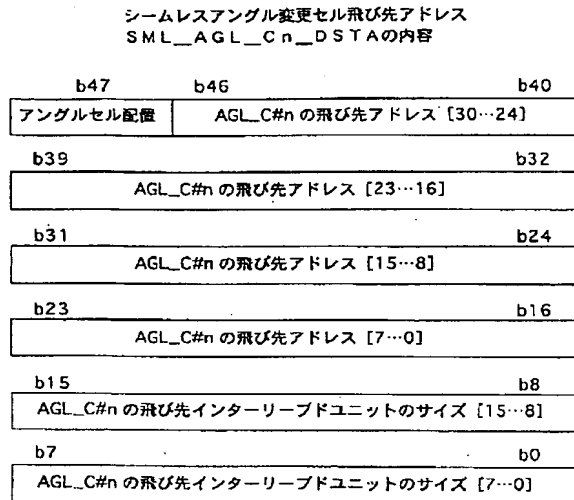 シームレスアングル変更セル飛び先アドレス
SML__AGL__Cn__DSTAの内容
b47 b46 b40
アングルセル配置 AGL_C#n の飛び先アドレス [30…24]
b39 b32
AGL_C#n の飛び先アドレス [23…16]
b31 b24
AGL_C#n の飛び先アドレス [15…8]
b23 b16
AGL_C#n の飛び先アドレス [7…0]
b15 b8
AGL_C#n の飛び先インターリーブドユニットのサイズ [15…8]
b7 b0
AGL_C#n の飛び先インターリーブドユニットのサイズ [7…0]